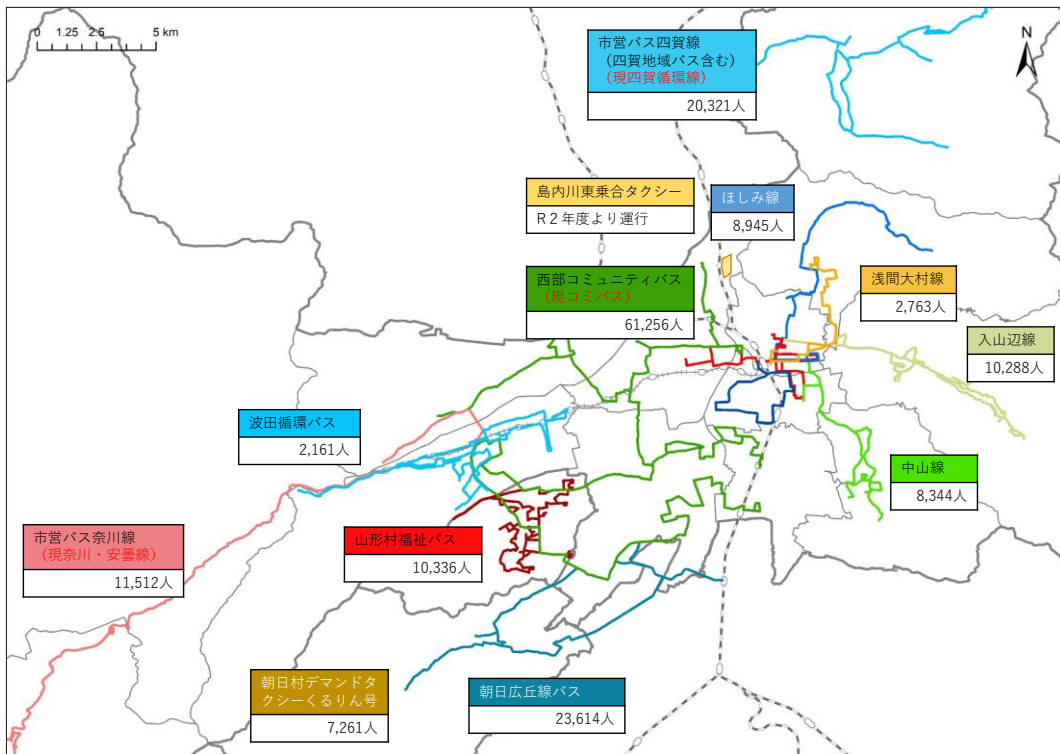 0 1.25 2.5 5 km
N
市営バス四賀線
(四賀地域バス含む)
(現四賀循環線)
20,321人
島内川東乗合タクシー
R２年度より運行
ほしみ線
8,945人
西部コミュニティバス
(現コミバス)
61,256人
浅間大村線
2,763人
入山辺線
10,288人
波田循環バス
2,161人
中山線
8,344人
市営バス奈川線
(現奈川・安曇線)
11,512人
山形村福祉バス
10,336人
朝日村デマンドタ
クシーくるりん号
7,261人
朝日広丘線バス
23,614人